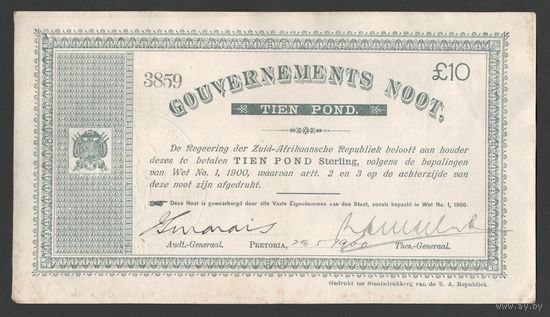 3859
£10
GOUVERNEMENTS NOOT.
TIEN POND.
De Regeering der Zuid-Afrikaansche Republiek belooft aan houder
dezes te betalen TIEN POND Sterling, volgens de bepalingen
van Wet No. 1, 1900, waarvan artt. 2 en 3 op de achterzijde van
deze noot zijn afgedrukt.
Deze Noot is gewaarborgd door alle Vaste Eigendommen van den Staat, zooals bepaald in Wet No. 1, 1900.
Audt.-Generaal. PRETORIA, 28 5 1900 Thes.-Generaal.
Gedrukt ter Staatsdrukkerij van de Z. A. Republiek.
www.ay.by